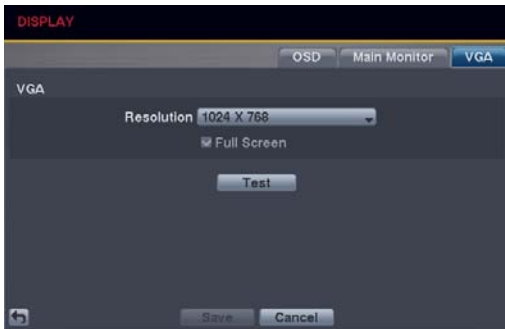 DISPLAY
OSD Main Monitor VGA
VGA
Resolution 1024 X 768
Full Screen
Test
Save Cancel